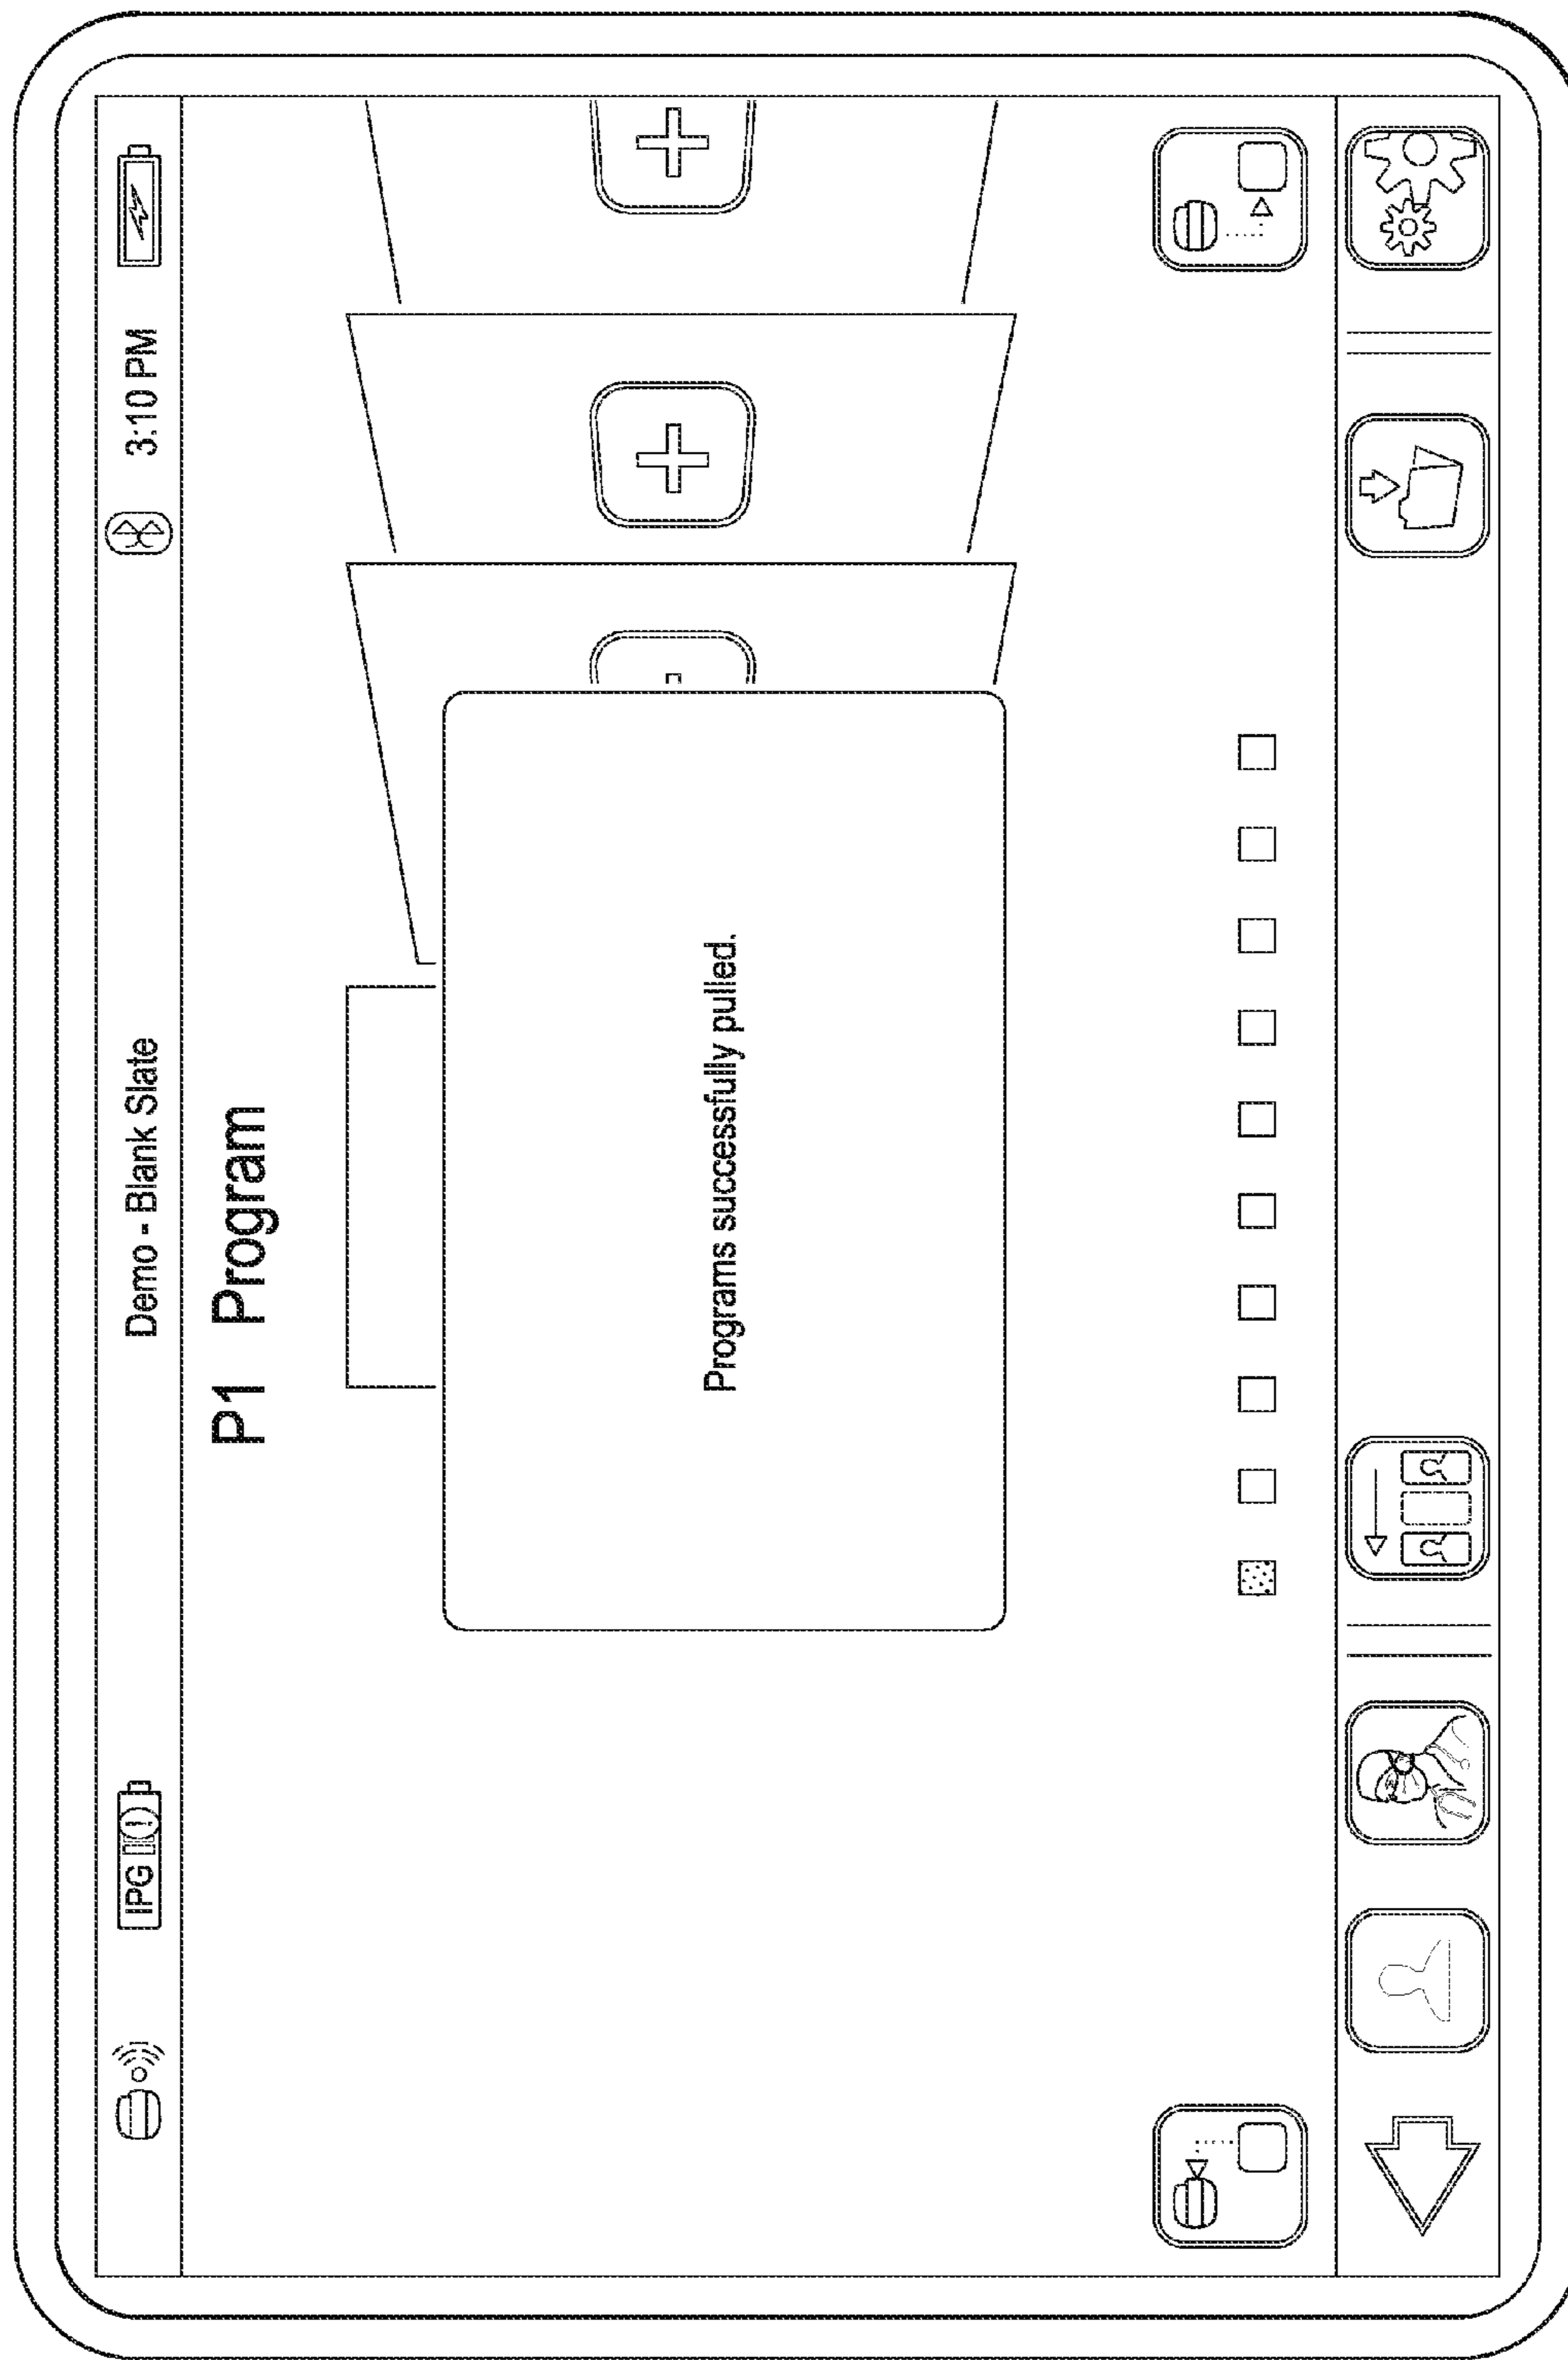 IPG
Demo - Blank Slate
3:10 PM
P1 Program
Programs successfully pulled.